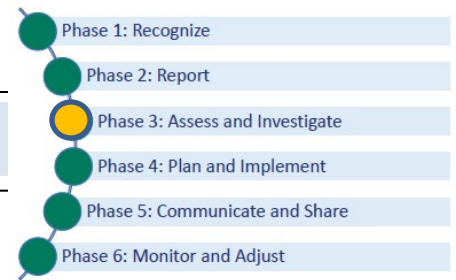 Phase 1: Recognize
Phase 2: Report
Phase 3: Assess and Investigate
Phase 4: Plan and Implement
Phase 5: Communicate and Share
Phase 6: Monitor and Adjust